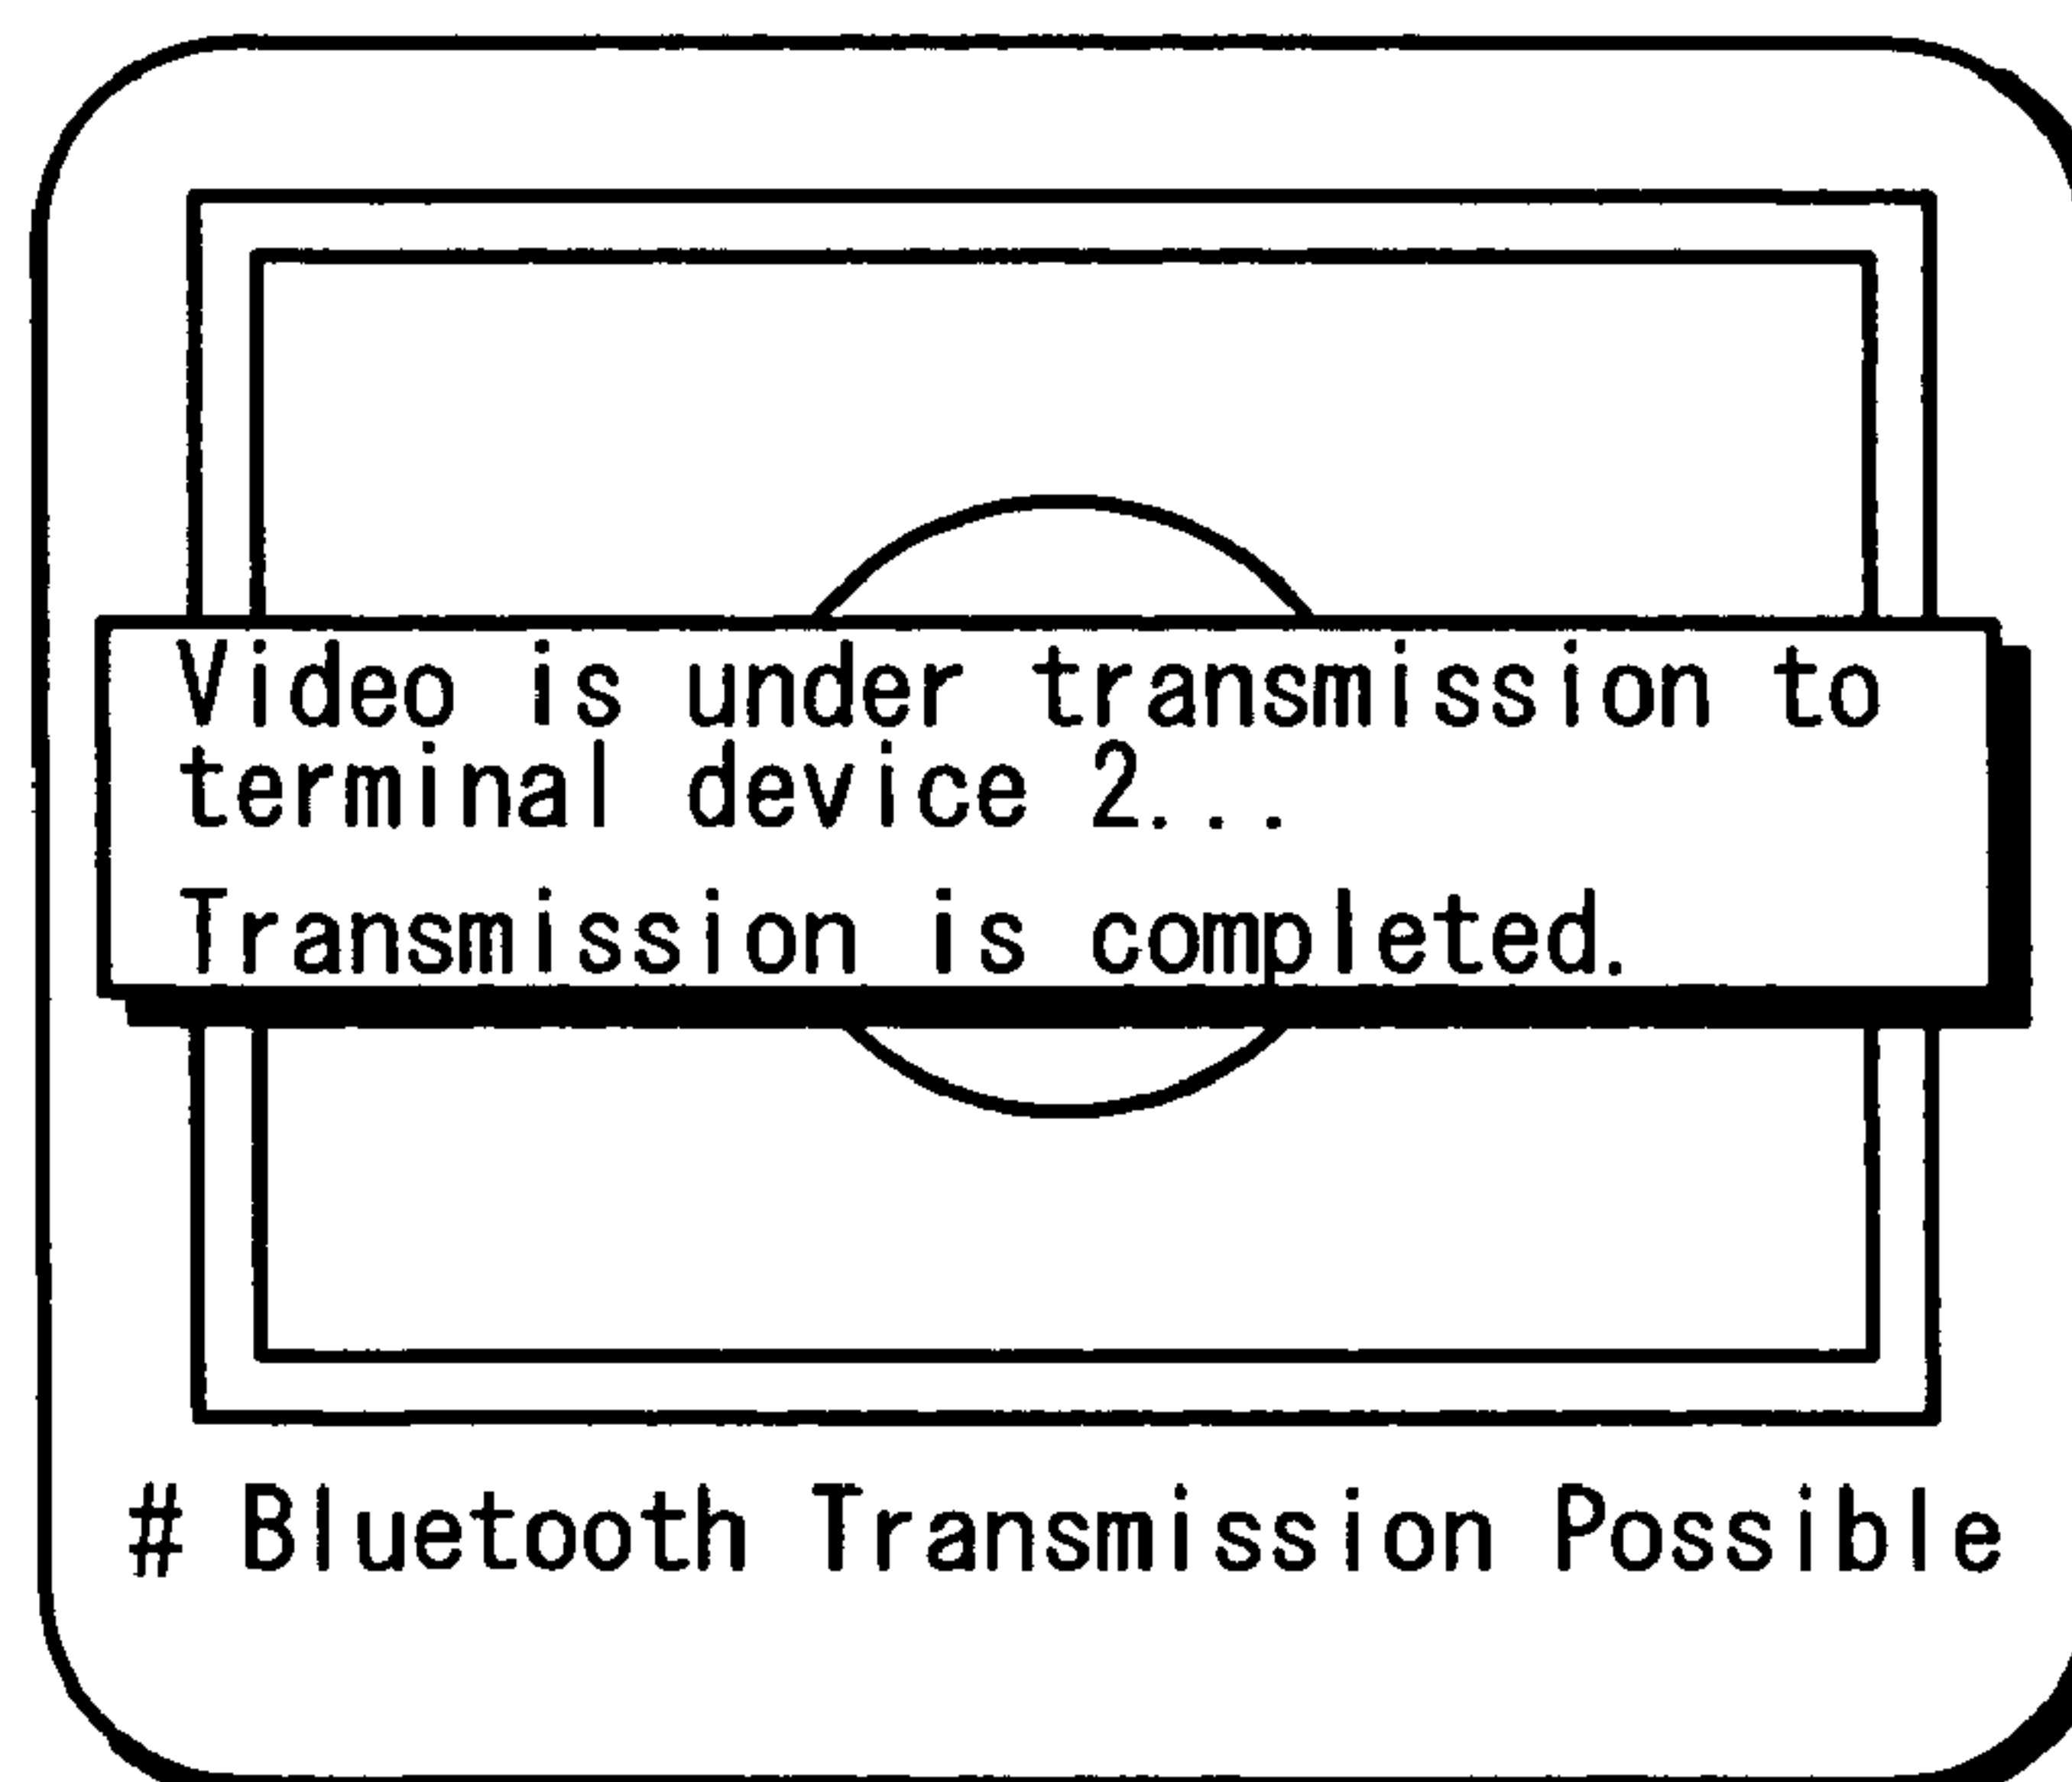 Video is under transmission to
terminal device 2...
Transmission is completed.
# Bluetooth Transmission Possible